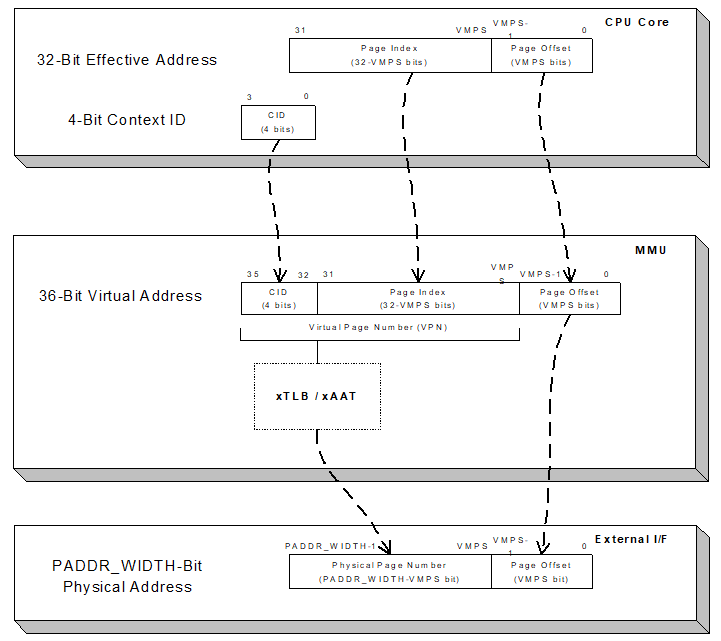 CPU Core
31 VMPS VMPS-1 0
32-Bit Effective Address
Page Index
(32-VMPS bits)
Page Offset
(VMPS bits)
3 0
4-Bit Context ID
CID
(4 bits)
MMU
35 32 31 VMPS VMPS-1 0
36-Bit Virtual Address
CID
(4 bits)
Page Index
(32-VMPS bits)
Page Offset
(VMPS bits)
Virtual Page Number (VPN)
xTLB / xAAT
External I/F
PADDR_WIDTH-1 VMPS VMPS-1 0
PADDR_WIDTH-Bit
Physical Address
Physical Page Number
(PADDR_WIDTH-VMPS bit)
Page Offset
(VMPS bit)